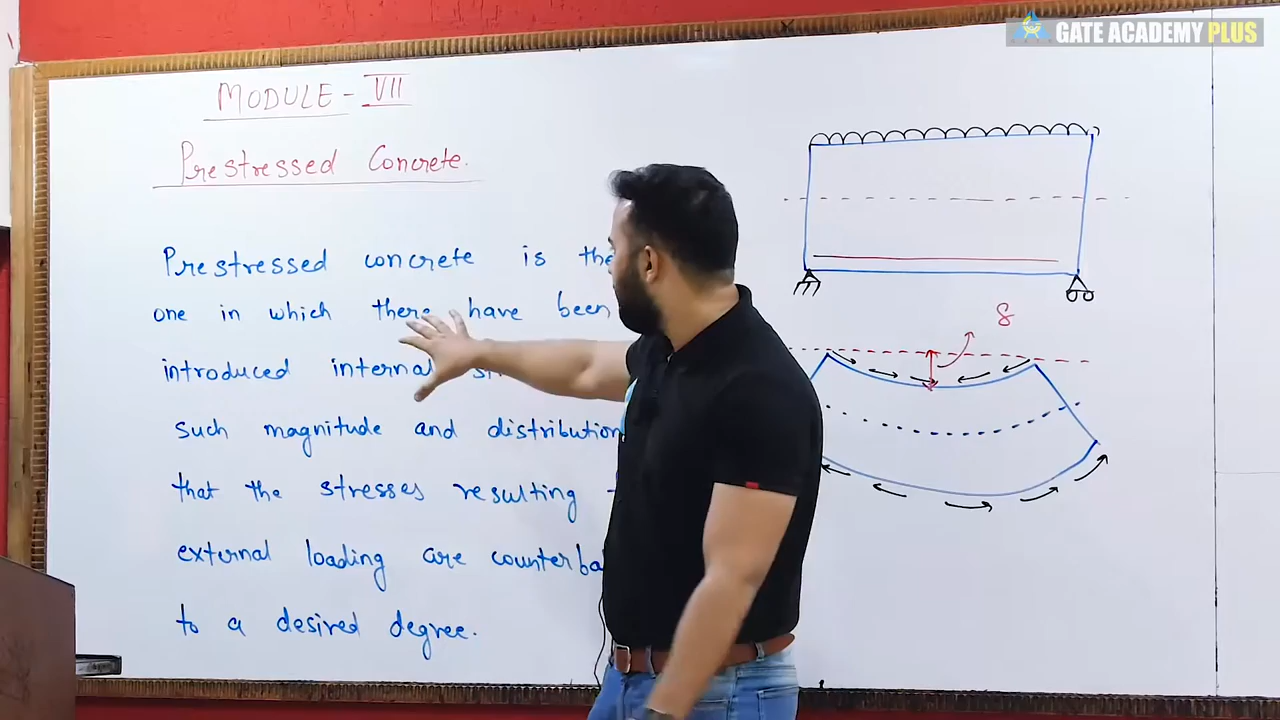 GATE ACADEMY PLUS
MODULE - VII
Prestressed Concrete.
Prestressed concrete is the
one in which there have been
introduced internal
such magnitude and distribution
that the stresses resulting
external loading are
to a desired degree.
δ